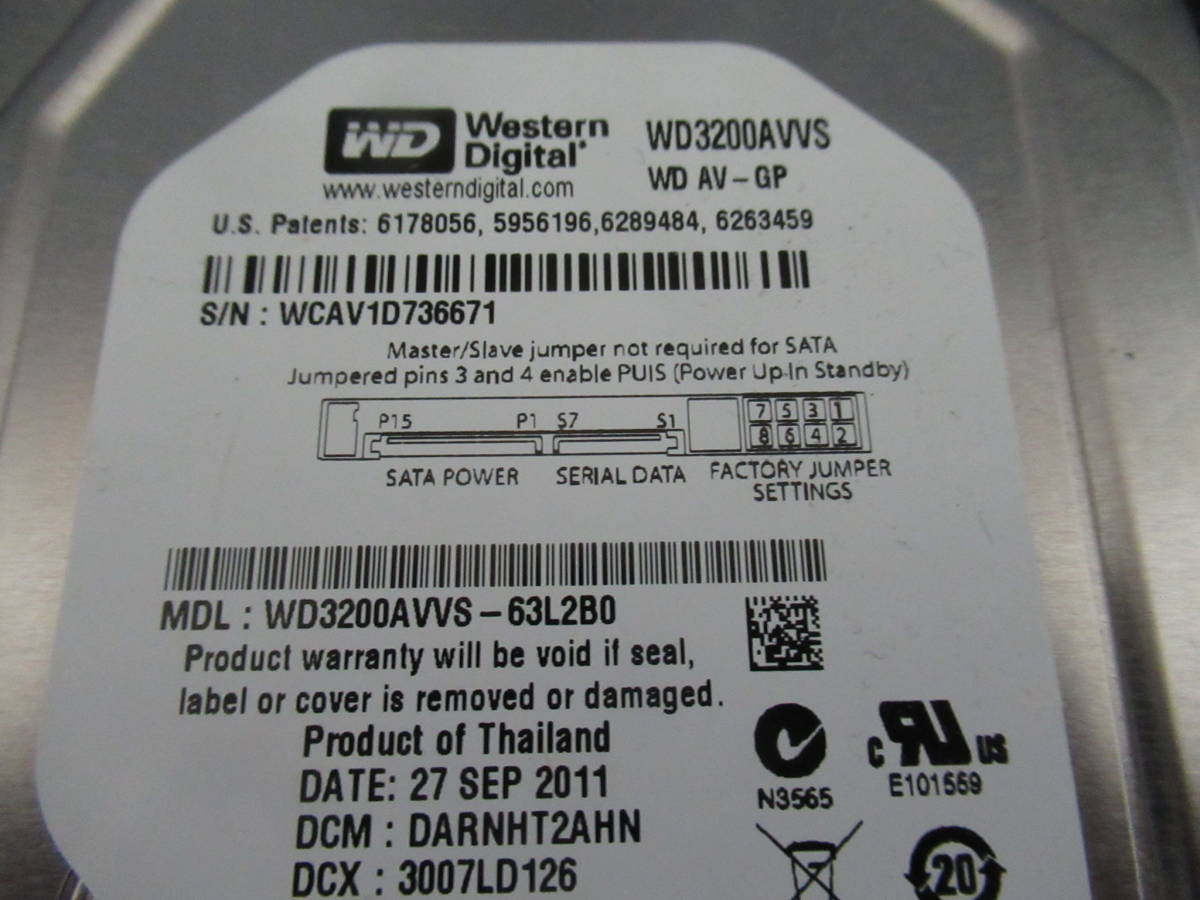 WD Western Digital® WD3200AVVS
www.westerndigital.com WD AV-GP
U.S. Patents: 6178056, 5956196,6289484, 6263459
S/N : WCAV1D736671
Master/Slave jumper not required for SATA
Jumpered pins 3 and 4 enable PUIS (Power Up-In Standby)
P15 P1 S7 S1 7 5 3 1
8 6 4 2
SATA POWER SERIAL DATA FACTORY JUMPER SETTINGS
MDL : WD3200AVVS – 63L2B0
Product warranty will be void if seal,
label or cover is removed or damaged.
Product of Thailand
DATE: 27 SEP 2011
DCM : DARNHT2AHN
DCX : 3007LD126
N3565
c RU us
E101559
20